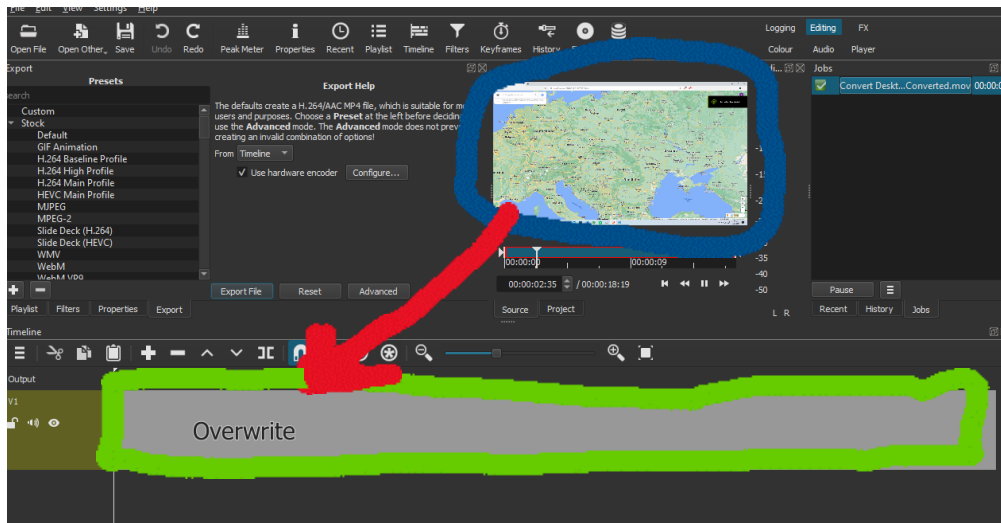 File Edit View Settings Help
Open File Open Other.. Save Undo Redo Peak Meter Properties Recent Playlist Timeline Filters Keyframes History
Logging Editing FX
Colour Audio Player
Export
Presets
Custom
Stock
Default
GIF Animation
H.264 Baseline Profile
H.264 High Profile
H.264 Main Profile
HEVC Main Profile
MJPEG
MPEG-2
Slide Deck (H.264)
Slide Deck (HEVC)
WMV
WebM
WebM VP9
Export Help
The defaults create a H.264/AAC MP4 file, which is suitable for
users and purposes. Choose a Preset at the left before
use the Advanced mode. The Advanced mode does not
creating an invalid combination of options!
From Timeline
Use hardware encoder Configure...
Export File Reset Advanced
Playlist Filters Properties Export
00:00:00 00:00:09
00:00:02:35 / 00:00:18:19
Source Project
-35
-40
-50
L R
Jobs
Convert Deskt...Converted.mov
Pause
Recent History Jobs
Timeline
Output
V1
Overwrite